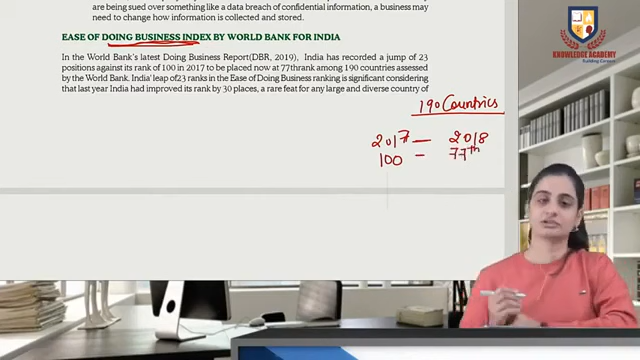 are being sued over something like a data breach of confidential information, a business may
need to change how information is collected and stored.
EASE OF DOING BUSINESS INDEX BY WORLD BANK FOR INDIA
In the World Bank's latest Doing Business Report(DBR, 2019), India has recorded a jump of 23
positions against its rank of 100 in 2017 to be placed now at 77thrank among 190 countries assessed
by the World Bank. India' leap of23 ranks in the Ease of Doing Business ranking is significant considering
that last year India had improved its rank by 30 places, a rare feat for any large and diverse country of
190 Countries
2017 — 2018
100 — 77th
KNOWLEDGE ACADEMY
Building Careers